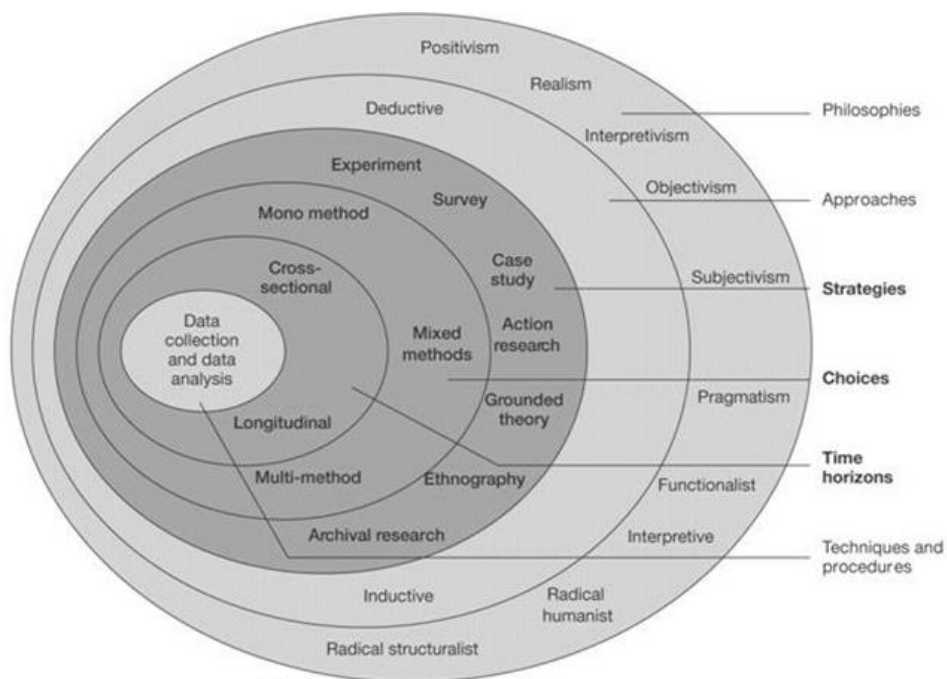 Positivism
Realism
Philosophies
Deductive
Interpretivism
Experiment
Objectivism
Survey
Approaches
Mono method
Case
study
Subjectivism
Strategies
Cross-
sectional
Data
collection
and data
analysis
Mixed
methods
Action
research
Choices
Pragmatism
Grounded
theory
Longitudinal
Time
horizons
Multi-method
Ethnography
Functionalist
Archival research
Interpretive
Techniques and
procedures
Inductive
Radical
humanist
Radical structuralist